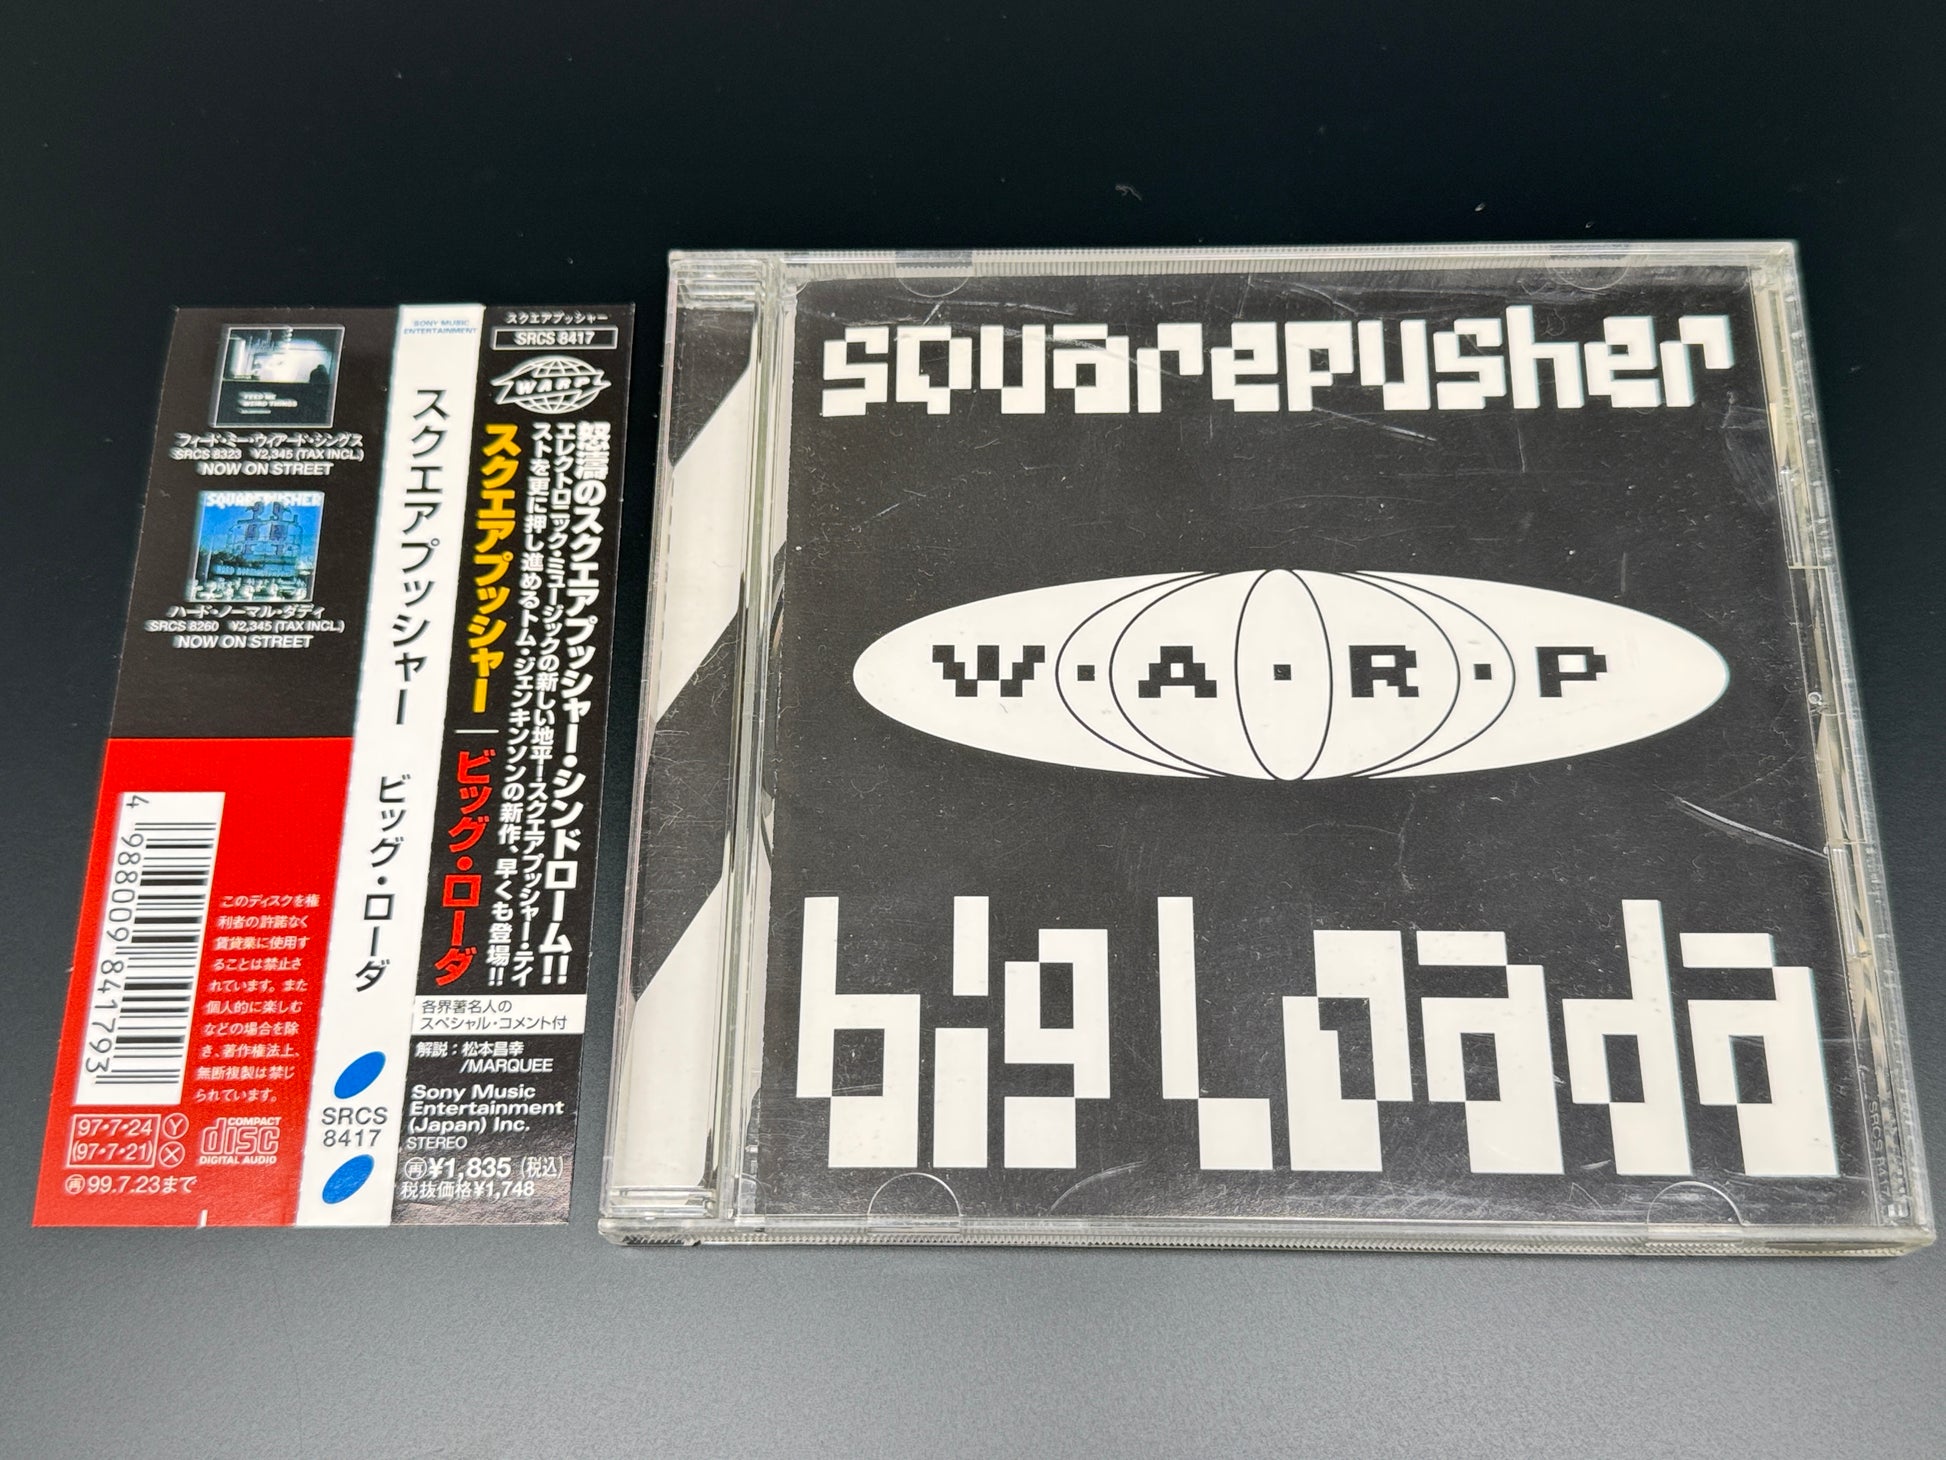 FEED ME
WEIRD THINGS
フィード・ミー・ウィアード・シングス
SRCS 8323 ¥2,345 (TAX INCL.)
NOW ON STREET
SQUAREPUSHER
ハード・ノーマル・ダディ
SRCS 8260 ¥2,345 (TAX INCL.)
NOW ON STREET
4 988009 841793
このディスクを権
利者の許諾なく
賃貸業に使用す
ることは禁止さ
れています。また
個人的に楽しむ
などの場合を除
き、著作権法上、
無断複製は禁じ
られています。
97・7・24 Y
(97・7・21) X
COMPACT
disc
DIGITAL AUDIO
再99.7.23まで
SONY MUSIC
ENTERTAINMENT
スクエアプッシャー ビッグ・ローダ
SRCS
8417
スクエアプッシャー
SRCS 8417
WARP
怒濤のスクエアプッシャー・シンドローム!!
エレクトロニック・ミュージックの新しい地平!スクエアプッシャー・テイ
ストを更に押し進めるトム・ジェンキンソンの新作、早くも登場!!
スクエアプッシャー|ビッグ・ローダ
各界著名人の
スペシャル・コメント付
解説：松本昌幸
/MARQUEE
Sony Music
Entertainment
(Japan) Inc.
STEREO
再¥1,835 (税込)
税抜価格¥1,748
squarepusher
W・A・R・P
big Loada
SRCS 8417